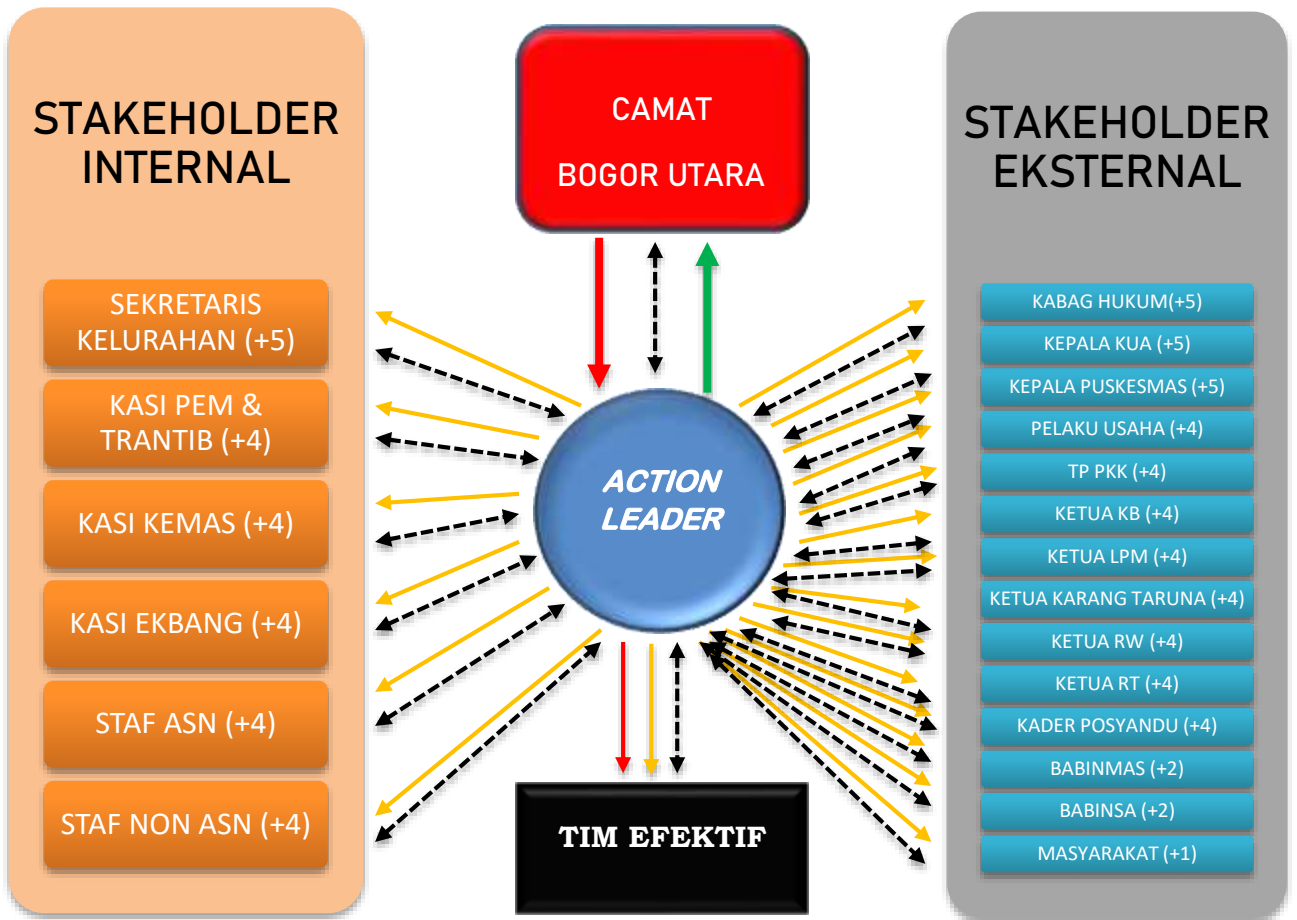 STAKEHOLDER
INTERNAL
SEKRETARIS
KELURAHAN (+5)
KASI PEM &
TRANTIB (+4)
KASI KEMAS (+4)
KASI EKBANG (+4)
STAF ASN (+4)
STAF NON ASN (+4)
CAMAT
BOGOR UTARA
ACTION
LEADER
TIM EFEKTIF
STAKEHOLDER
EKSTERNAL
KABAG HUKUM(+5)
KEPALA KUA (+5)
KEPALA PUSKESMAS (+5)
PELAKU USAHA (+4)
TP PKK (+4)
KETUA KB (+4)
KETUA LPM (+4)
KETUA KARANG TARUNA (+4)
KETUA RW (+4)
KETUA RT (+4)
KADER POSYANDU (+4)
BABINMAS (+2)
BABINSA (+2)
MASYARAKAT (+1)